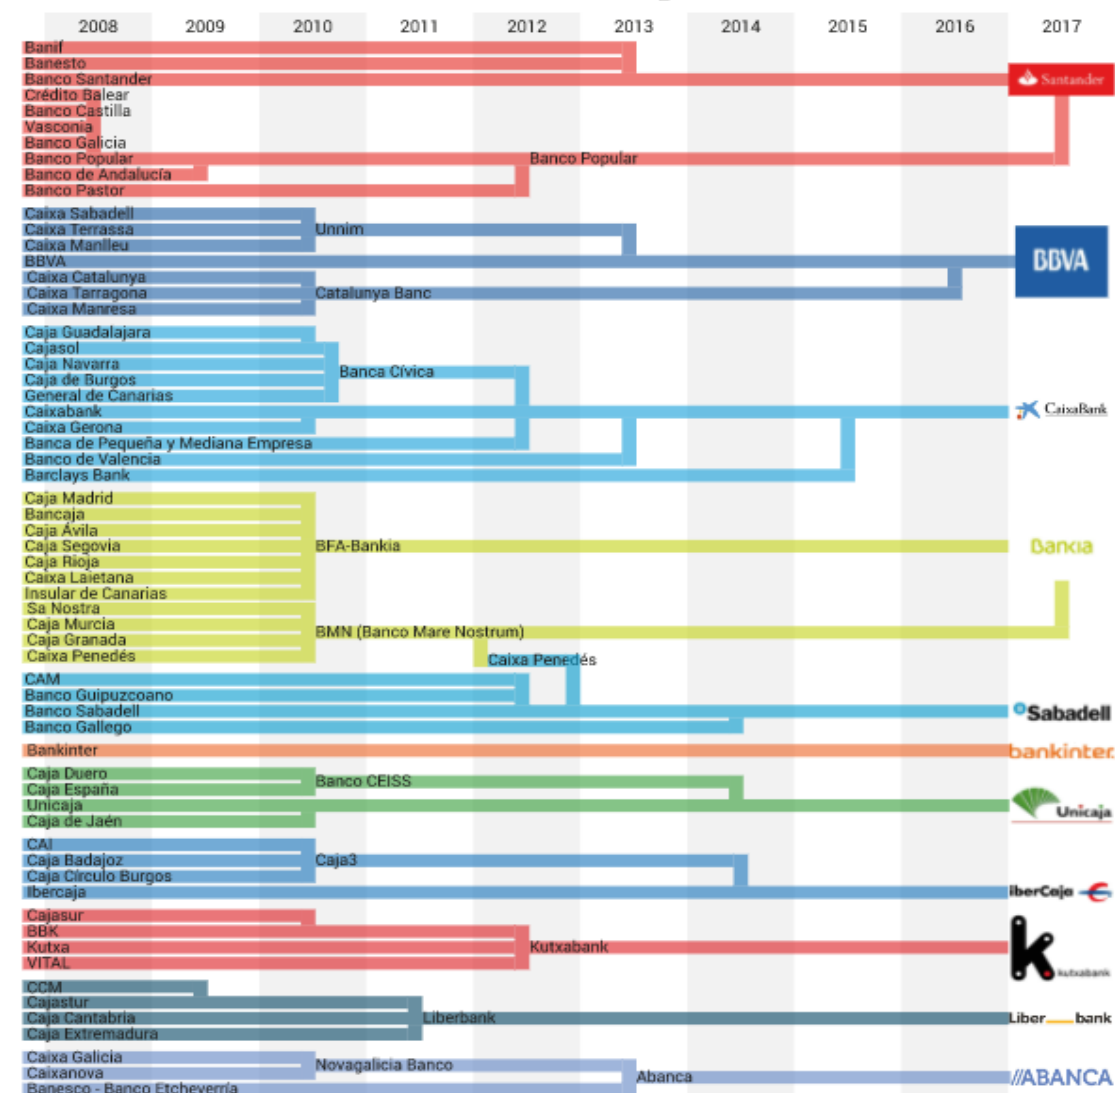 2008 2009 2010 2011 2012 2013 2014 2015 2016 2017
Banif
Banesto
Banco Santander
Santander
Crédito Balear
Banco Castilla
Vasconia
Banco Galicia
Banco Popular Banco Popular
Banco de Andalucía
Banco Pastor
Caixa Sabadell
Caixa Terrassa Unnim
Caixa Manlleu
BBVA BBVA
Caixa Catalunya
Caixa Tarragona Catalunya Banc
Caixa Manresa
Caja Guadalajara
Cajasol
Caja Navarra Banca Cívica
Caja de Burgos
General de Canarias
Caixabank CaixaBank
Caixa Gerona
Banca de Pequeña y Mediana Empresa
Banco de Valencia
Barclays Bank
Caja Madrid
Bancaja
Caja Ávila
Caja Segovia BFA-Bankia Bankia
Caja Rioja
Caixa Laietana
Insular de Canarias
Sa Nostra
Caja Murcia BMN (Banco Mare Nostrum)
Caja Granada
Caixa Penedés Caixa Penedés
CAM
Banco Guipuzcoano
Banco Sabadell Sabadell
Banco Gallego
Bankinter bankinter.
Caja Duero Banco CEISS
Caja España
Unicaja Unicaja
Caja de Jaén
CAI
Caja Badajoz Caja3
Caja Círculo Burgos
Ibercaja iberCaja
Cajasur
BBK
Kutxa Kutxabank k kutxabank
VITAL
CCM
Cajastur
Caja Cantabria Liberbank Liber bank
Caja Extremadura
Caixa Galicia Novagalicia Banco
Caixanova Abanca //ABANCA
Banesco - Banco Etcheverría